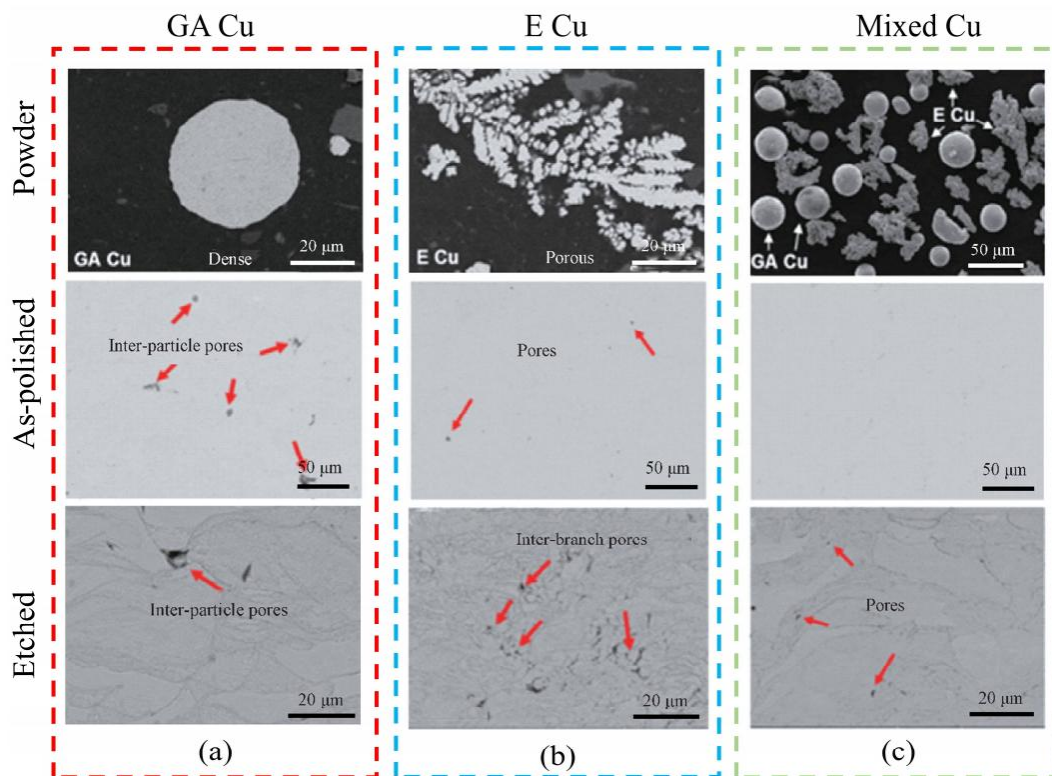 GA Cu
E Cu
Mixed Cu
Powder
GA Cu
Dense
20 μm
E Cu
Porous
20 μm
E Cu
GA Cu
50 μm
As-polished
Inter-particle pores
50 μm
Pores
50 μm
50 μm
Etched
Inter-particle pores
20 μm
Inter-branch pores
20 μm
Pores
20 μm
(a)
(b)
(c)